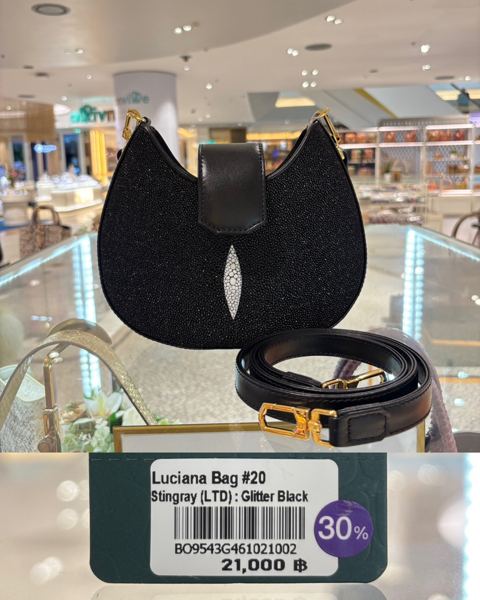 Luciana Bag #20
Stingray (LTD) : Glitter Black
BO9543G461021002
30%
21,000 ฿